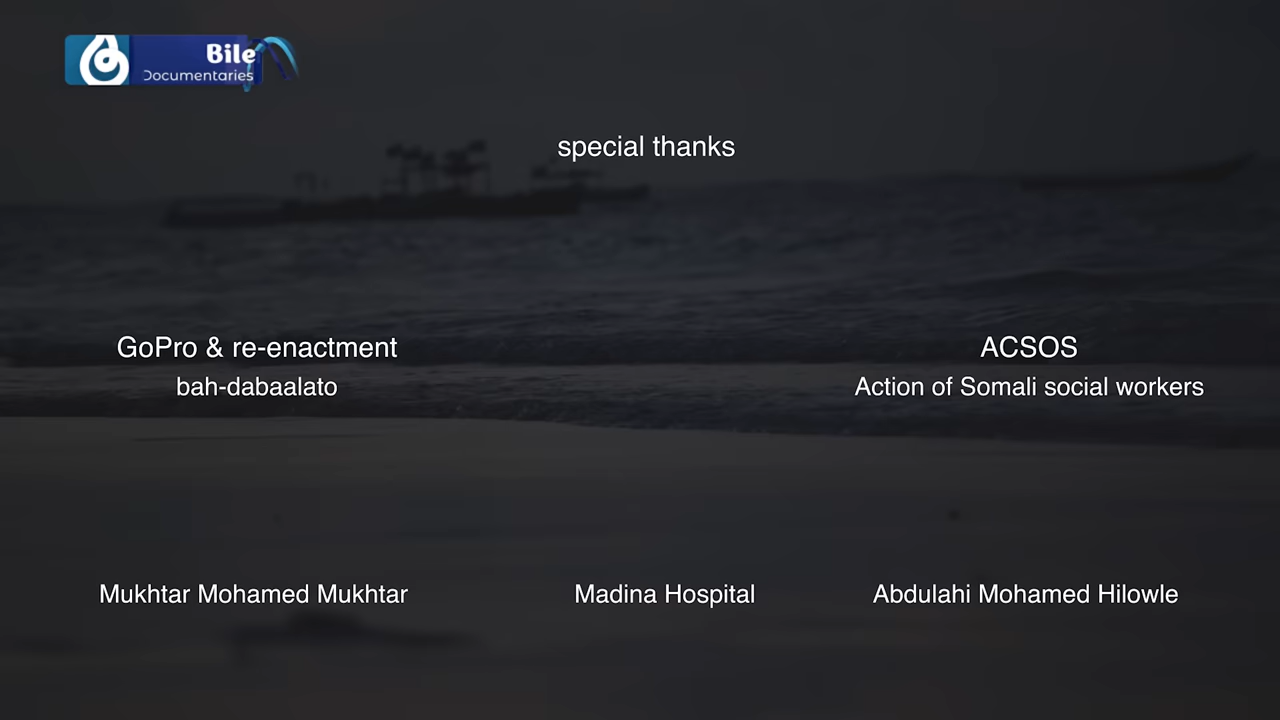 Bile
Documentaries
special thanks
GoPro & re-enactment
bah-dabaalato
ACSOS
Action of Somali social workers
Mukhtar Mohamed Mukhtar
Madina Hospital
Abdulahi Mohamed Hilowle